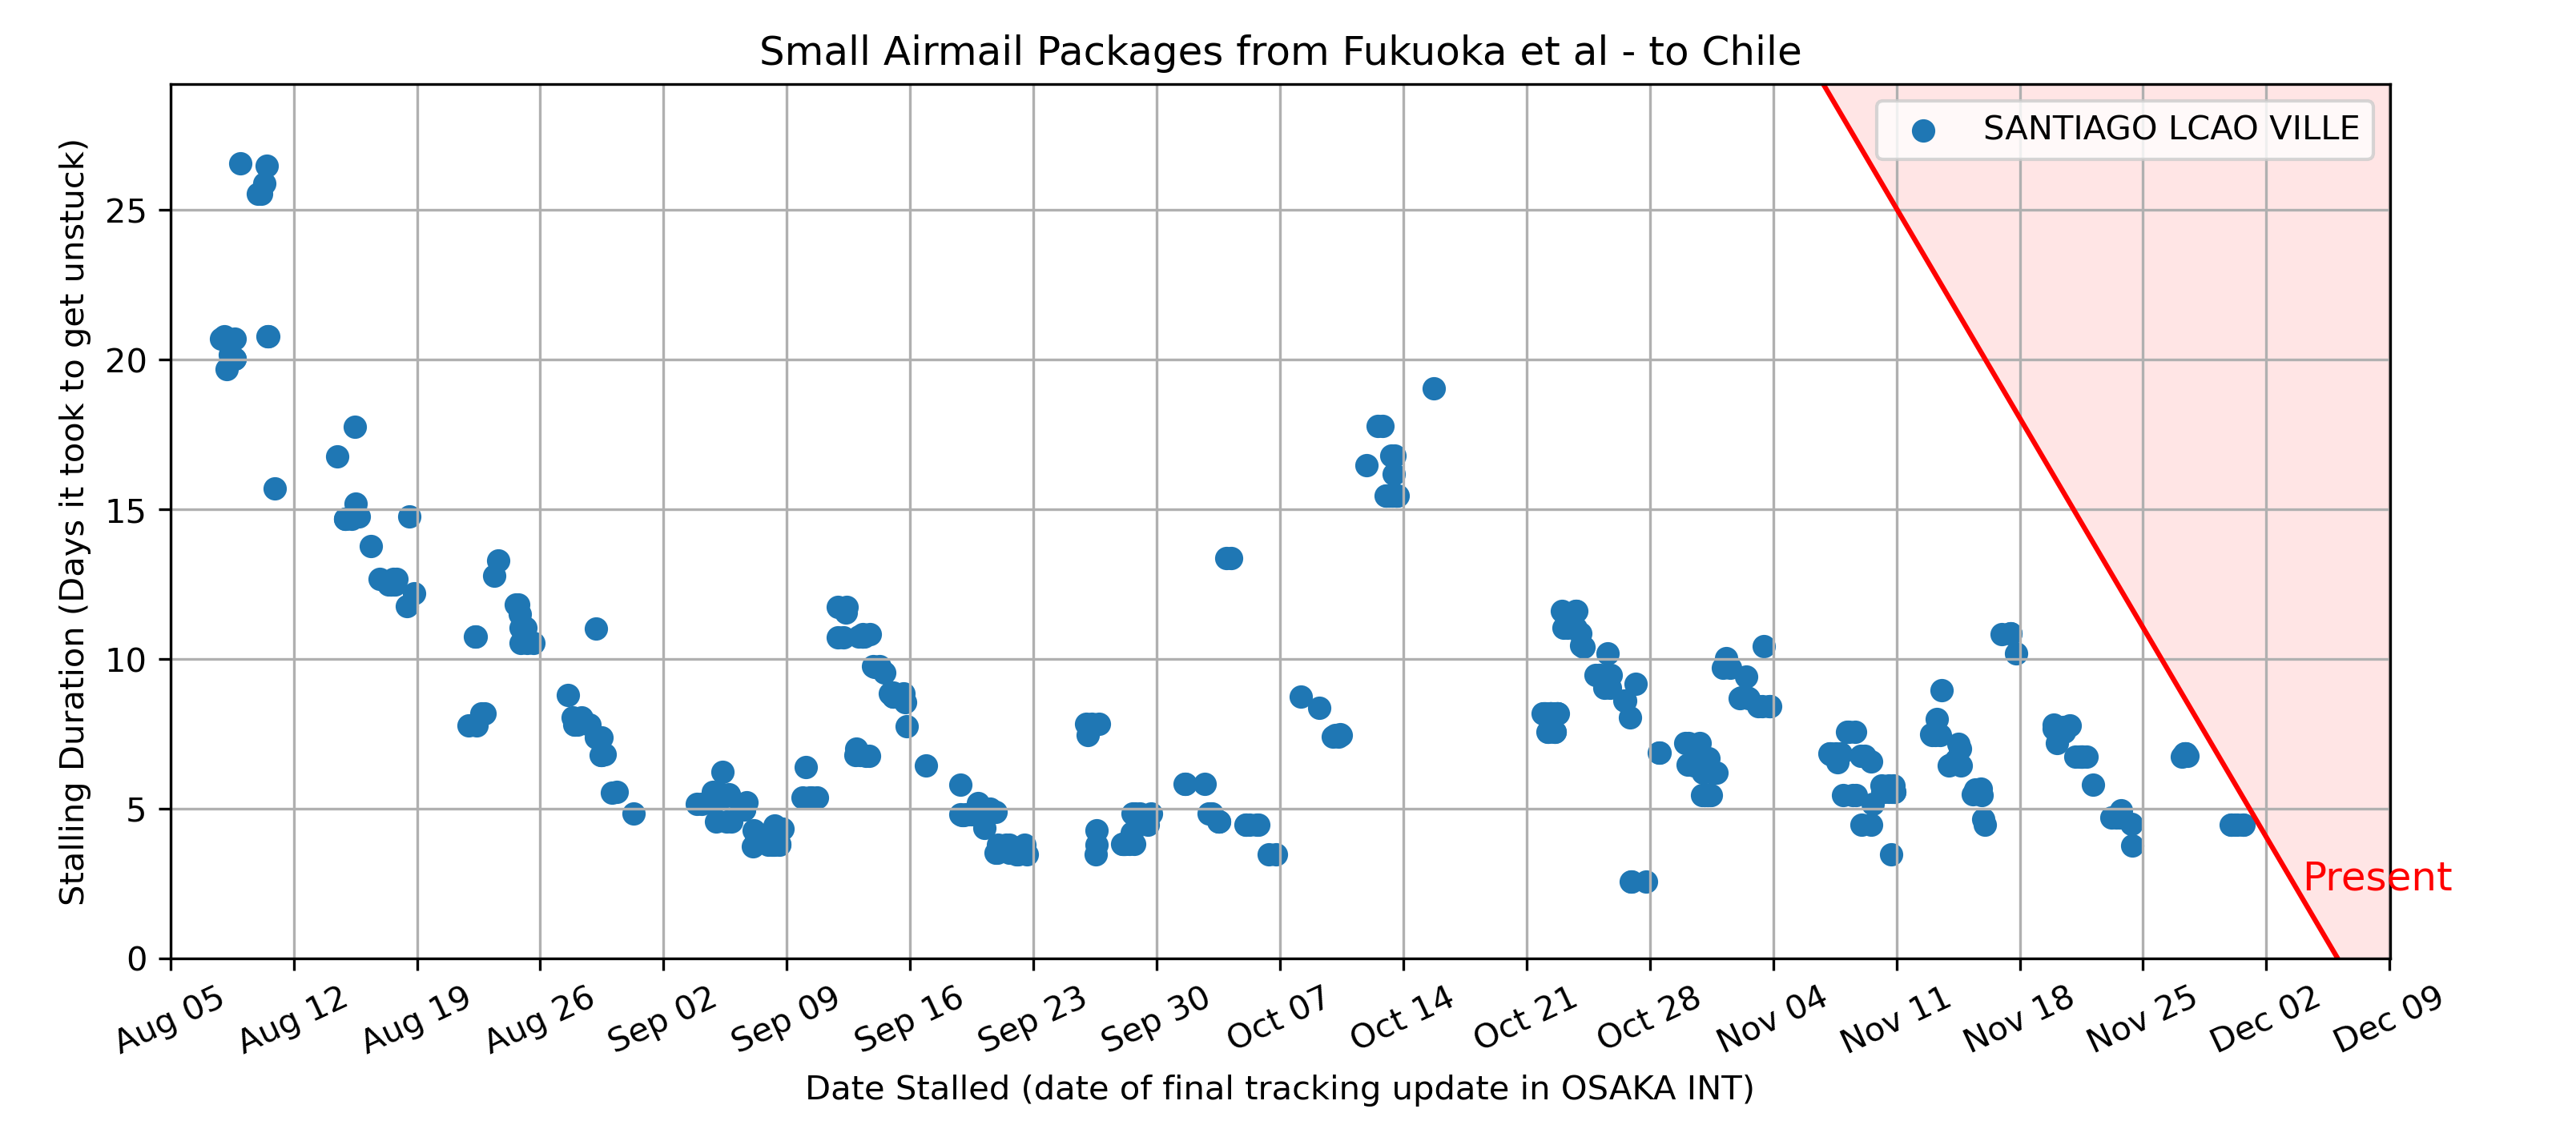 Small Airmail Packages from Fukuoka et al - to Chile
SANTIAGO LCAO VILLE
Stalling Duration (Days it took to get unstuck)
25
20
15
10
5
0
Present
Aug 05
Aug 12
Aug 19
Aug 26
Sep 02
Sep 09
Sep 16
Sep 23
Sep 30
Oct 07
Oct 14
Oct 21
Oct 28
Nov 04
Nov 11
Nov 18
Nov 25
Dec 02
Dec 09
Date Stalled (date of final tracking update in OSAKA INT)